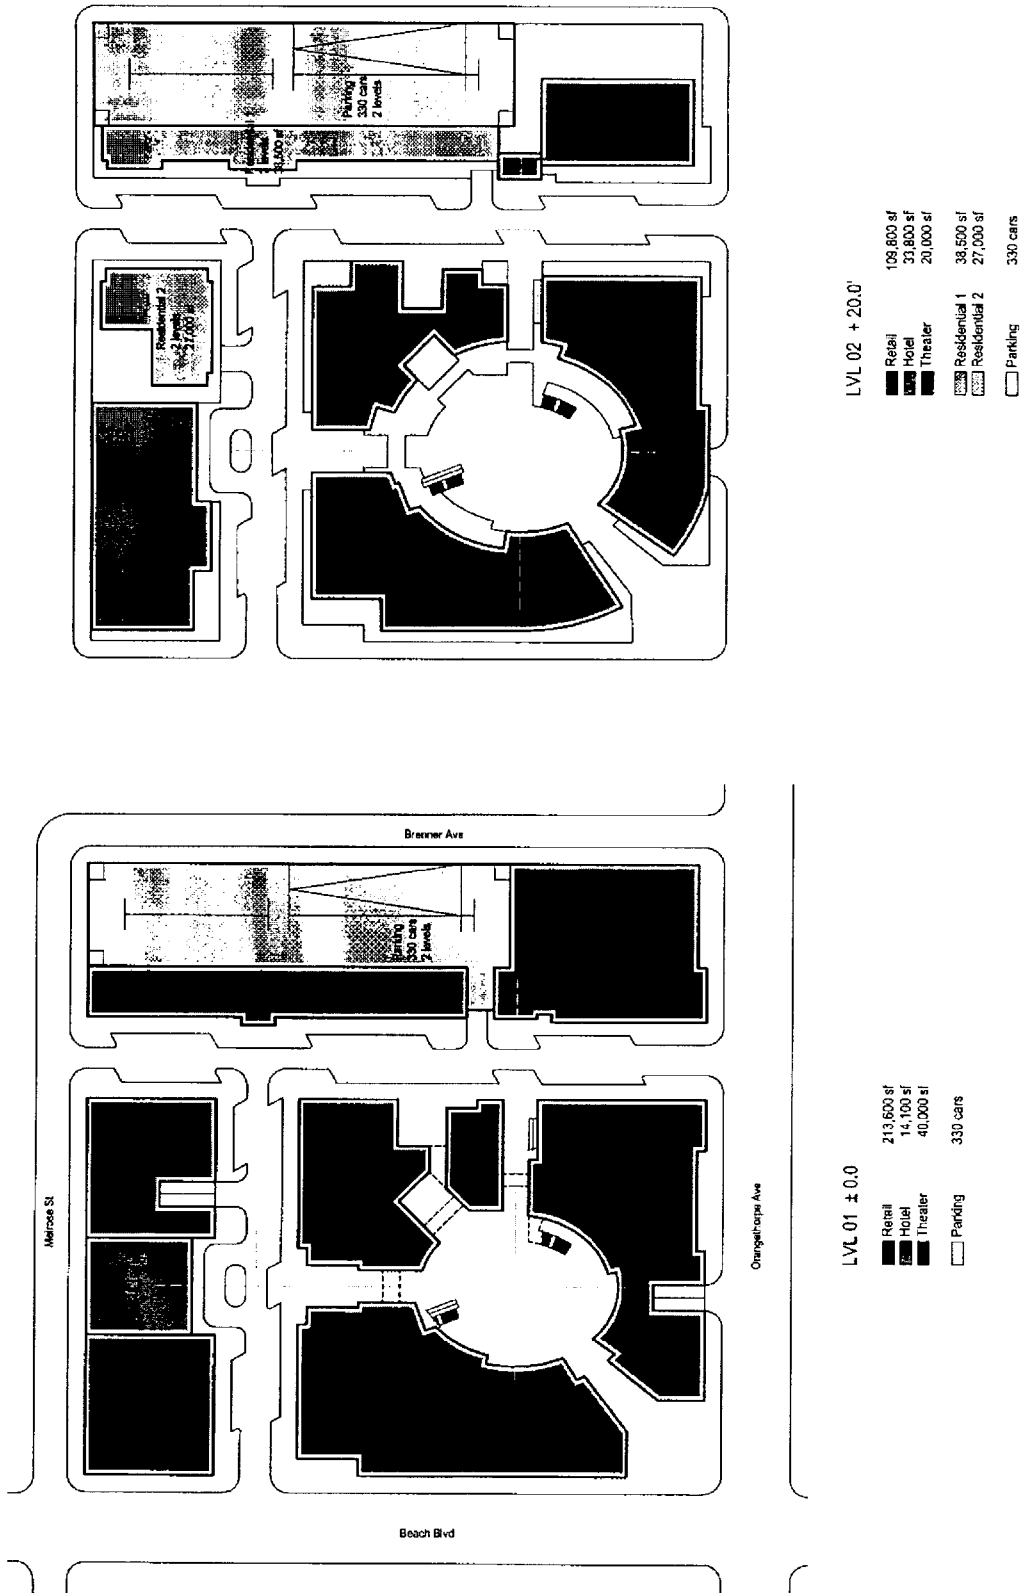 Parking
330 cars
2 levels
Residential 2
2 levels
27,000 sf
LVL 02 + 20.0'
Retail 109,800 sf
Hotel 33,800 sf
Theater 20,000 sf
Residential 1 38,500 sf
Residential 2 27,000 sf
Parking 330 cars
Brenner Ave
Parking
330 cars
2 levels
Melrose St
Orangethorpe Ave
Beach Blvd
LVL 01 ± 0.0
Retail 213,600 sf
Hotel 14,100 sf
Theater 40,000 sf
Parking 330 cars